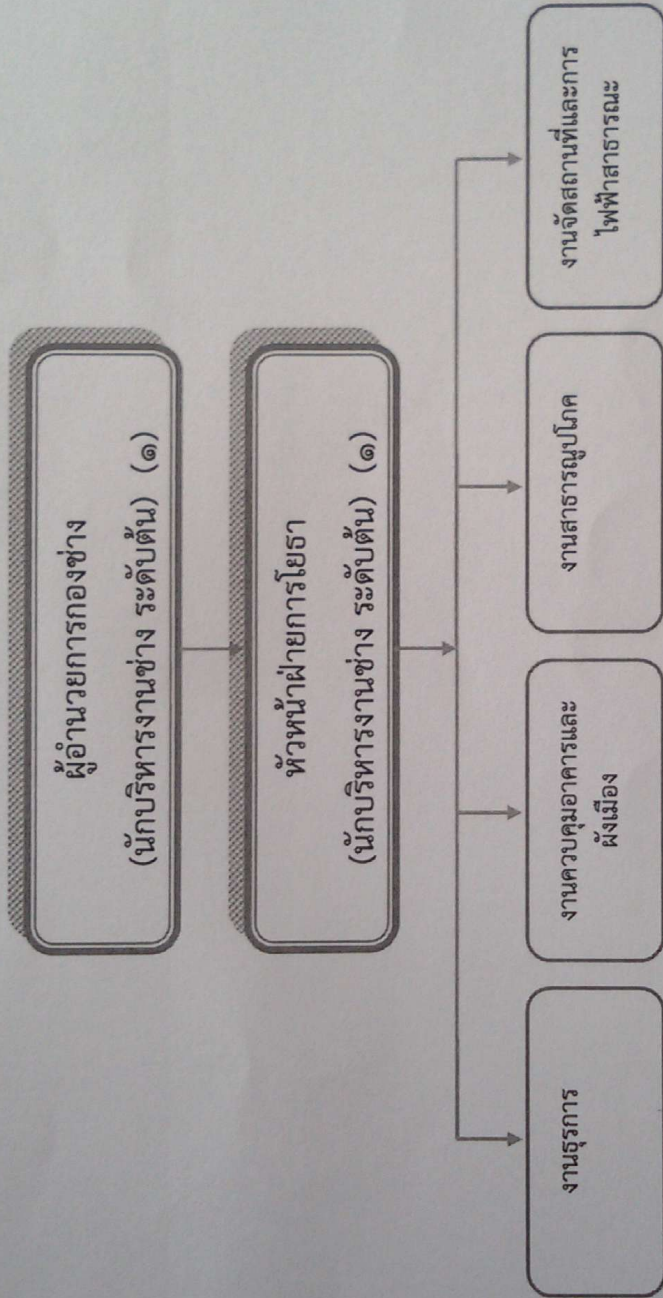 ผู้อำนวยการกองช่าง
(นักบริหารงานช่าง ระดับต้น) (๑)
หัวหน้าฝ่ายการโยธา
(นักบริหารงานช่าง ระดับต้น) (๑)
งานธุรการ
งานควบคุมอาคารและ
ผังเมือง
งานสาธารณูปโภค
งานจัดสถานที่และการ
ไฟฟ้าสาธารณะ